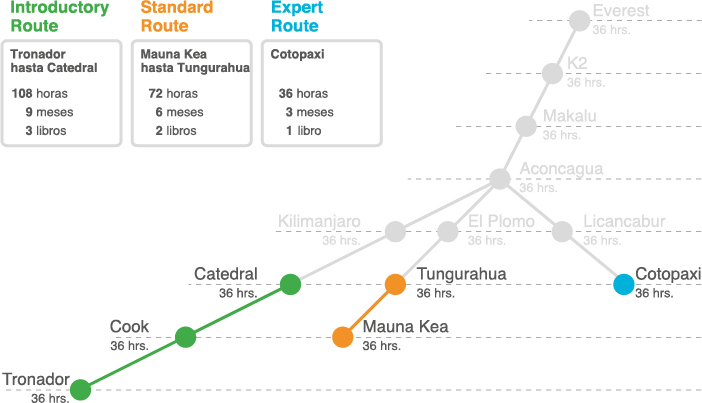 Introductory
Route
Standard
Route
Expert
Route
Tronador
hasta Catedral
108 horas
9 meses
3 libros
Mauna Kea
hasta Tungurahua
72 horas
6 meses
2 libros
Cotopaxi
36 horas
3 meses
1 libro
Everest
36 hrs.
K2
36 hrs.
Makalu
36 hrs.
Aconcagua
36 hrs.
Kilimanjaro
36 hrs.
El Plomo
36 hrs.
Licancabur
36 hrs.
Catedral
36 hrs.
Tungurahua
36 hrs.
Cotopaxi
36 hrs.
Cook
36 hrs.
Mauna Kea
36 hrs.
Tronador
36 hrs.